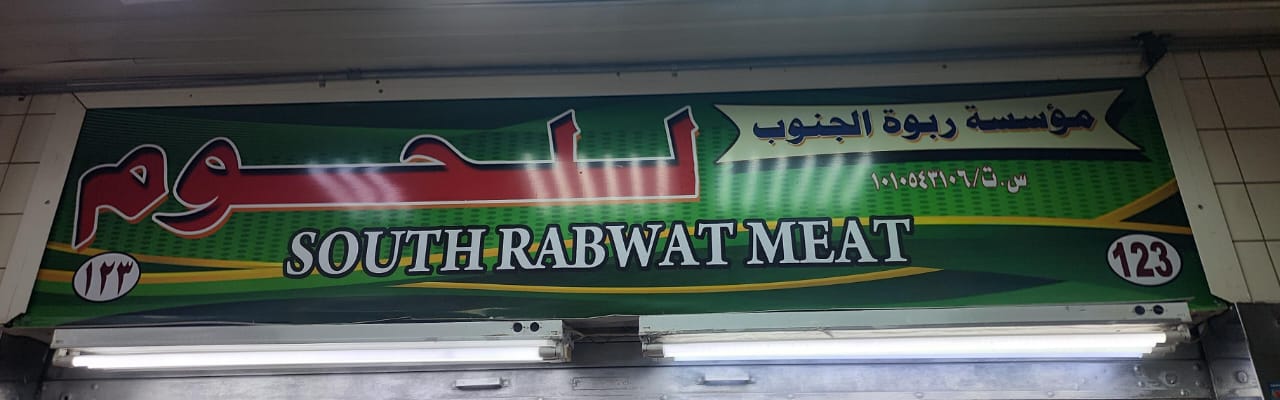 مؤسسة ربوة الجنوب
للحوم
س.ت/١٠١٠٥٤٣١٠٦
SOUTH RABWAT MEAT
١٢٣
123